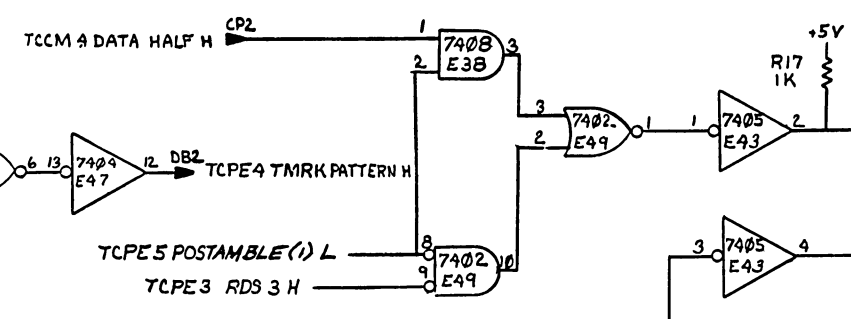 CP2
+5V
TCCM 9 DATA HALF H
1
7408
E38
3
2
R17
1K
3
7402
E49
1
2
1
7405
E43
2
6
13
7404
E47
12
DB2
TCPE4 TMRK PATTERN H
8
TCPE5 POSTAMBLE(1) L
7402
E49
10
9
TCPE3 RDS 3 H
3
7405
E43
4